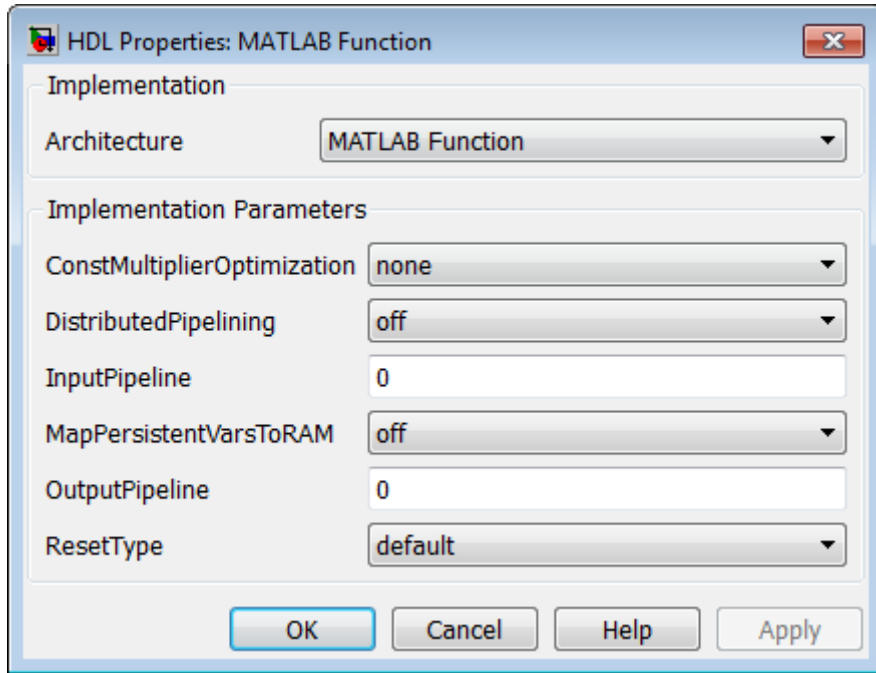 HDL Properties: MATLAB Function
Implementation
Architecture MATLAB Function
Implementation Parameters
ConstMultiplierOptimization none
DistributedPipelining off
InputPipeline 0
MapPersistentVarsToRAM off
OutputPipeline 0
ResetType default
OK Cancel Help Apply